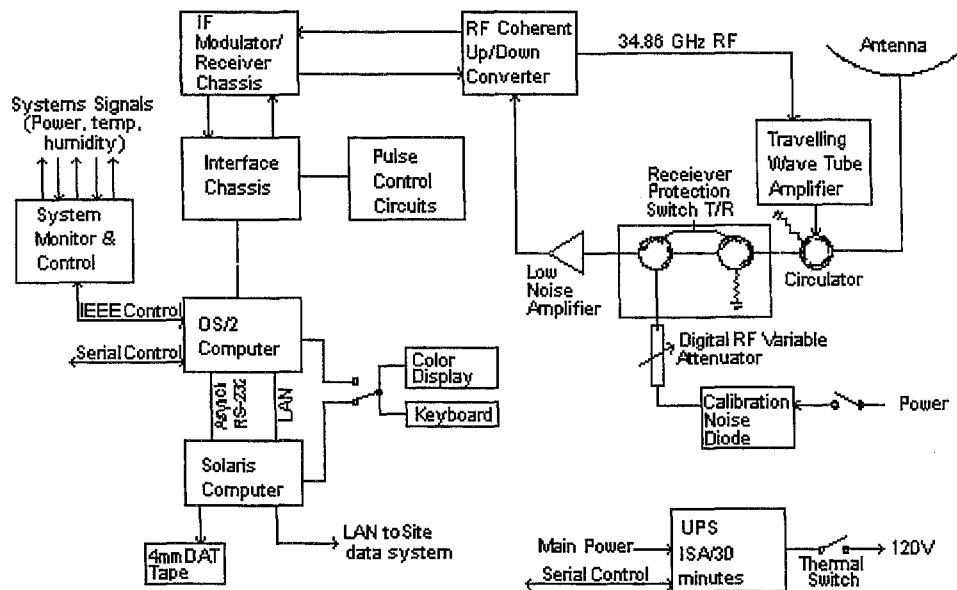 IF
Modulator/
Receiver
Chassis
RF Coherent
Up/Down
Converter
34.86 GHz RF
Antenna
Systems Signals
(Power, temp,
humidity)
Interface
Chassis
Pulse
Control
Circuits
Travelling
Wave Tube
Amplifier
Receiever
Protection
Switch T/R
System
Monitor &
Control
Low
Noise
Amplifier
Circulator
IEEE Control
OS/2
Computer
Serial Control
Digital RF Variable
Attenuator
Color
Display
Keyboard
Asynch
RS-232
LAN
Calibration
Noise
Diode
Power
Solaris
Computer
4mm DAT
Tape
LAN to Site
data system
UPS
ISA/30
minutes
Main Power
Serial Control
Thermal
Switch
120V